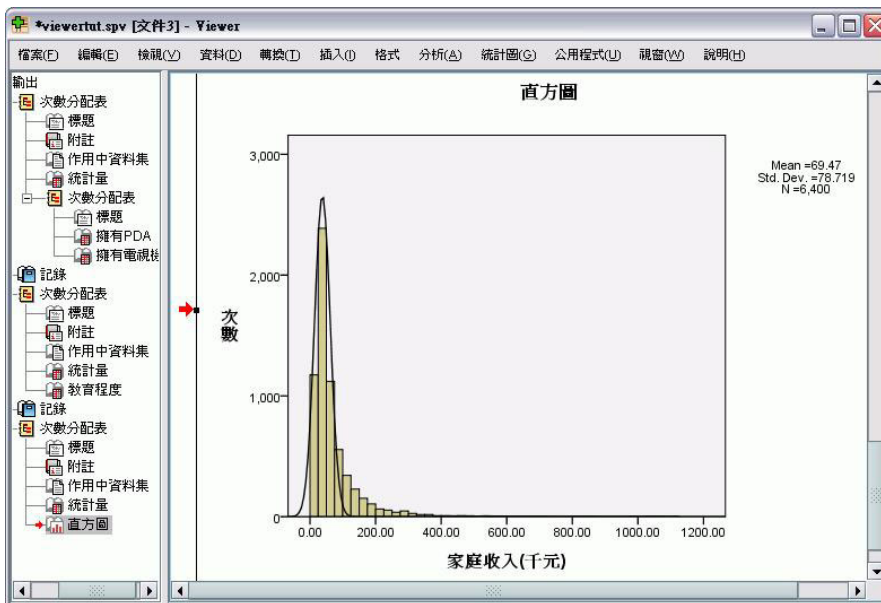 *viewertut.spv [文件3] - Viewer
檔案(F) 編輯(E) 檢視(V) 資料(D) 轉換(T) 插入(I) 格式 分析(A) 統計圖(G) 公用程式(U) 視窗(W) 說明(H)
輸出
次數分配表
標題
附註
作用中資料集
統計量
次數分配表
標題
擁有PDA
擁有電視機
記錄
次數分配表
標題
附註
作用中資料集
統計量
教育程度
記錄
次數分配表
標題
附註
作用中資料集
統計量
直方圖
直方圖
Mean =69.47
Std. Dev. =78.719
N =6,400
3,000
2,000
1,000
0
次數
0.00 200.00 400.00 600.00 800.00 1000.00 1200.00
家庭收入(千元)